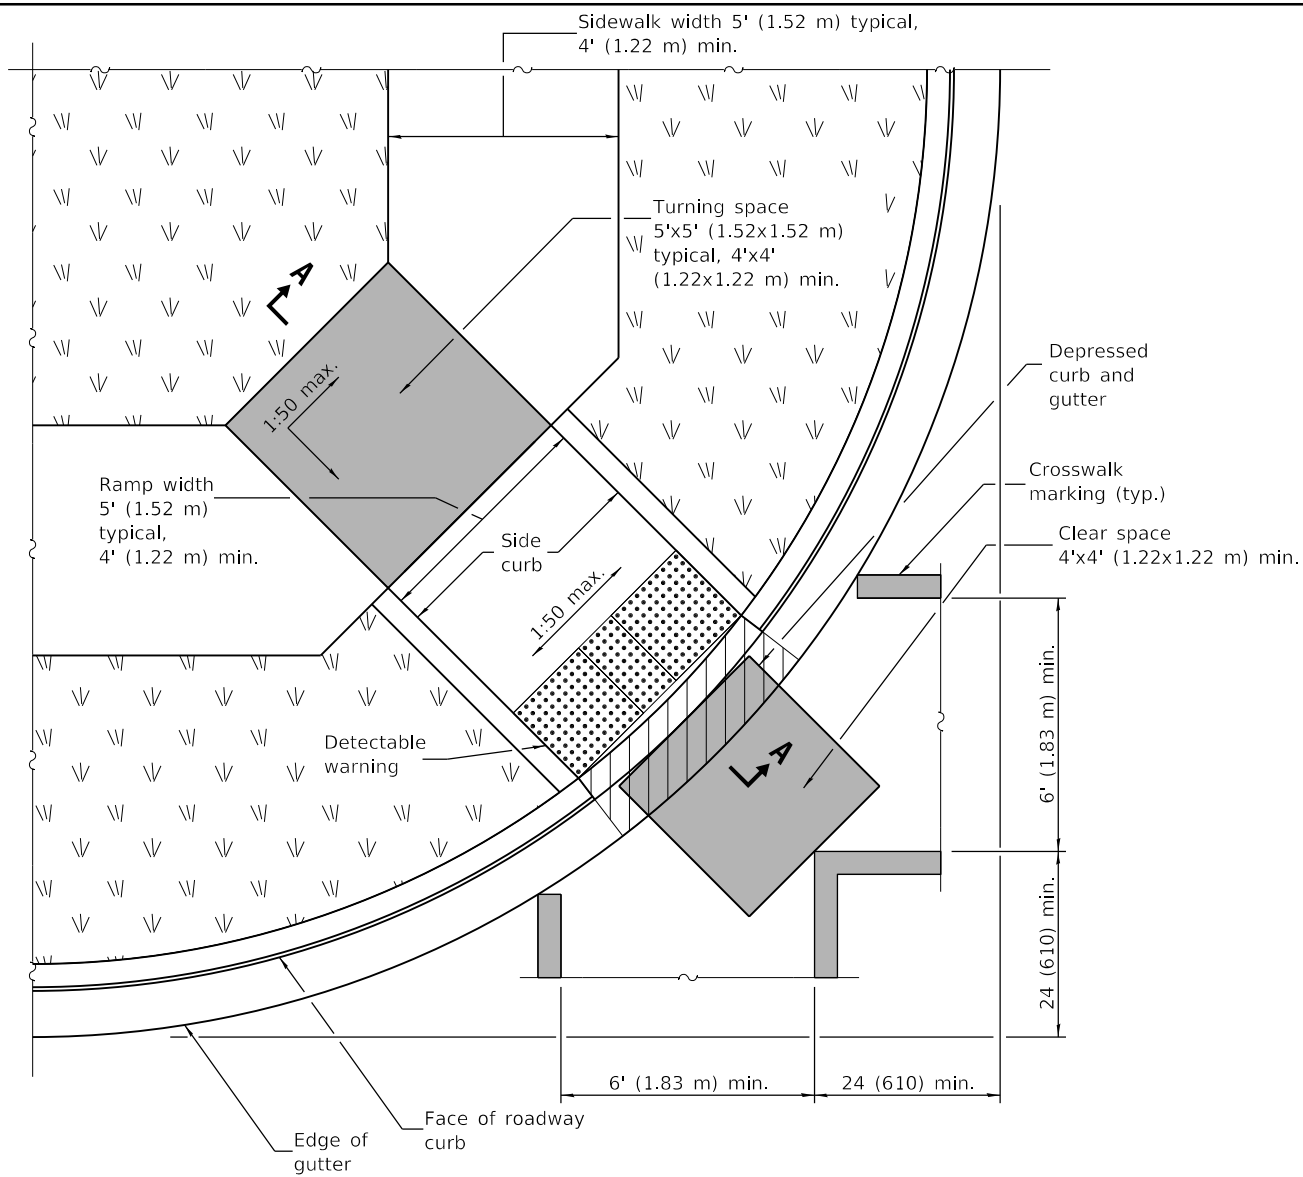 Sidewalk width 5' (1.52 m) typical,
4' (1.22 m) min.
Turning space
5'x5' (1.52x1.52 m)
typical, 4'x4'
(1.22x1.22 m) min.
A
1:50 max.
Depressed
curb and
gutter
Crosswalk
marking (typ.)
Clear space
4'x4' (1.22x1.22 m) min.
Ramp width
5' (1.52 m)
typical,
4' (1.22 m) min.
Side
curb
1:50 max.
Detectable
warning
A
6' (1.83 m) min.
24 (610) min.
6' (1.83 m) min.
24 (610) min.
Face of roadway
curb
Edge of
gutter